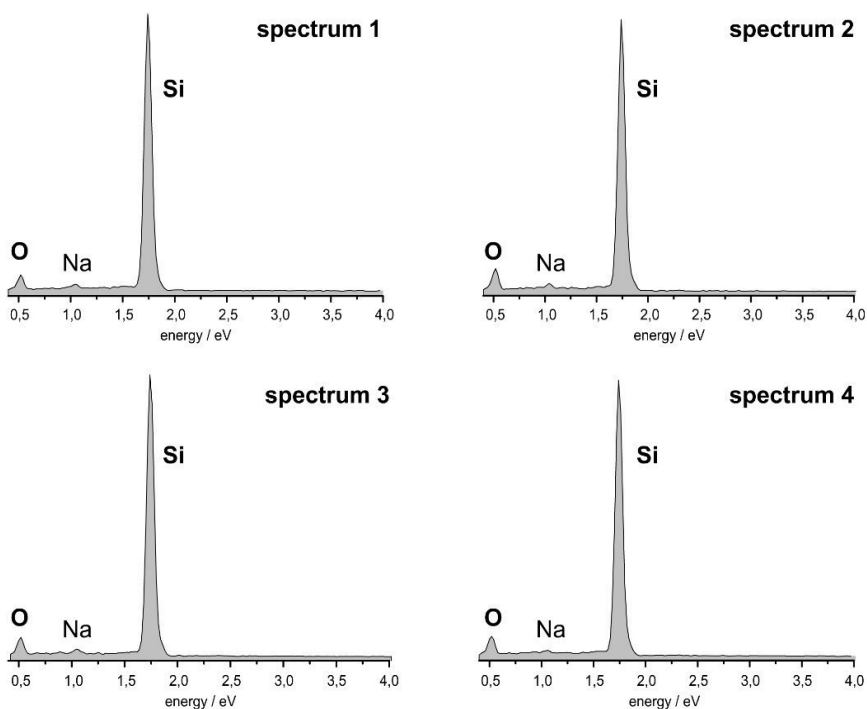 spectrum 1
Si
O
Na
0,5 1,0 1,5 2,0 2,5 3,0 3,5 4,0
energy / eV
spectrum 2
Si
O
Na
0,5 1,0 1,5 2,0 2,5 3,0 3,5 4,0
energy / eV
spectrum 3
Si
O
Na
0,5 1,0 1,5 2,0 2,5 3,0 3,5 4,0
energy / eV
spectrum 4
Si
O
Na
0,5 1,0 1,5 2,0 2,5 3,0 3,5 4,0
energy / eV